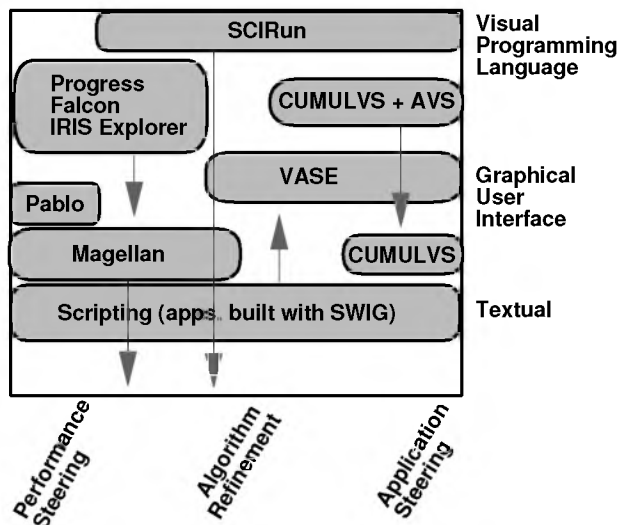 SCIRun
Visual
Programming
Language
Progress
Falcon
IRIS Explorer
CUMULVS + AVS
VASE
Graphical
User
Interface
Pablo
Magellan
CUMULVS
Scripting (apps. built with SWIG)
Textual
Performance
Steering
Algorithm
Refinement
Application
Steering